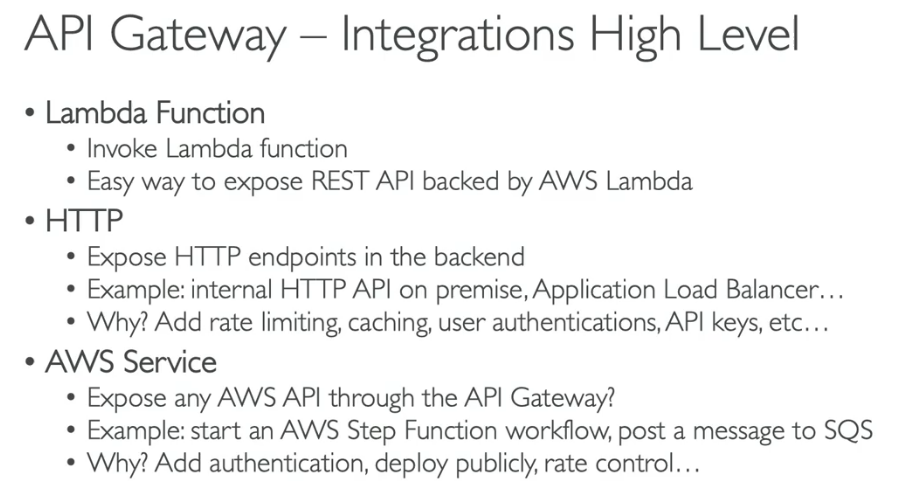 API Gateway – Integrations High Level
• Lambda Function
• Invoke Lambda function
• Easy way to expose REST API backed by AWS Lambda
• HTTP
• Expose HTTP endpoints in the backend
• Example: internal HTTP API on premise, Application Load Balancer…
• Why? Add rate limiting, caching, user authentications, API keys, etc…
• AWS Service
• Expose any AWS API through the API Gateway?
• Example: start an AWS Step Function workflow, post a message to SQS
• Why? Add authentication, deploy publicly, rate control…